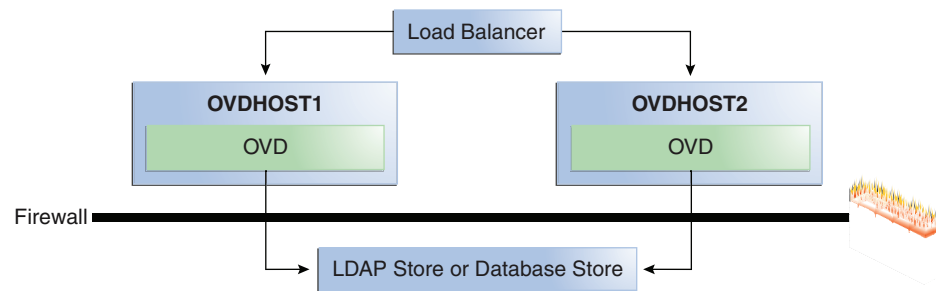 Load Balancer
OVDHOST1
OVDHOST2
OVD
OVD
Firewall
LDAP Store or Database Store